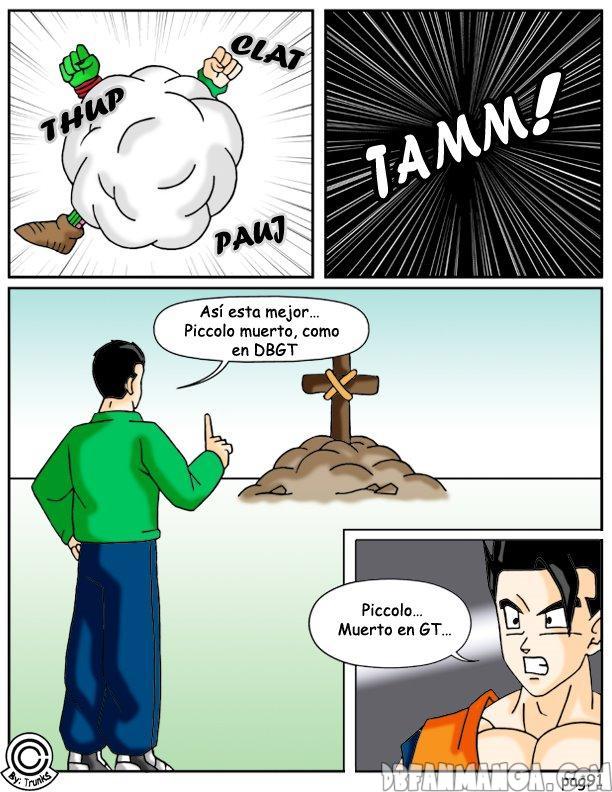 CLAT
THUP
PAUJ
TAMM!
Así esta mejor...
Piccolo muerto, como
en DBGT
Piccolo...
Muerto en GT...
©
By: Trunks
pag91
DBFANMANGA.COM